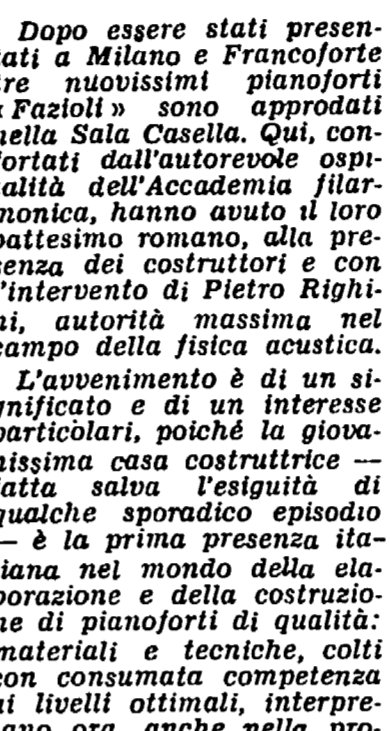 Dopo essere stati presen-
tati a Milano e Francoforte
tre nuovissimi pianoforti
« Fazioli » sono approdati
nella Sala Casella. Qui, con-
fortati dall'autorevole ospi-
talità dell'Accademia filar-
monica, hanno avuto il loro
battesimo romano, alla pre-
senza dei costruttori e con
l'intervento di Pietro Righi-
ni, autorità massima nel
campo della fisica acustica.
L'avvenimento è di un si-
gnificato e di un interesse
particolari, poiché la giova-
nissima casa costruttrice —
fatta salva l'esiguità di
qualche sporadico episodio
— è la prima presenza ita-
liana nel mondo della ela-
borazione e della costruzio-
ne di pianoforti di qualità:
materiali e tecniche, colti
con consumata competenza
ai livelli ottimali, interpre-
tano ora, anche nella pro-